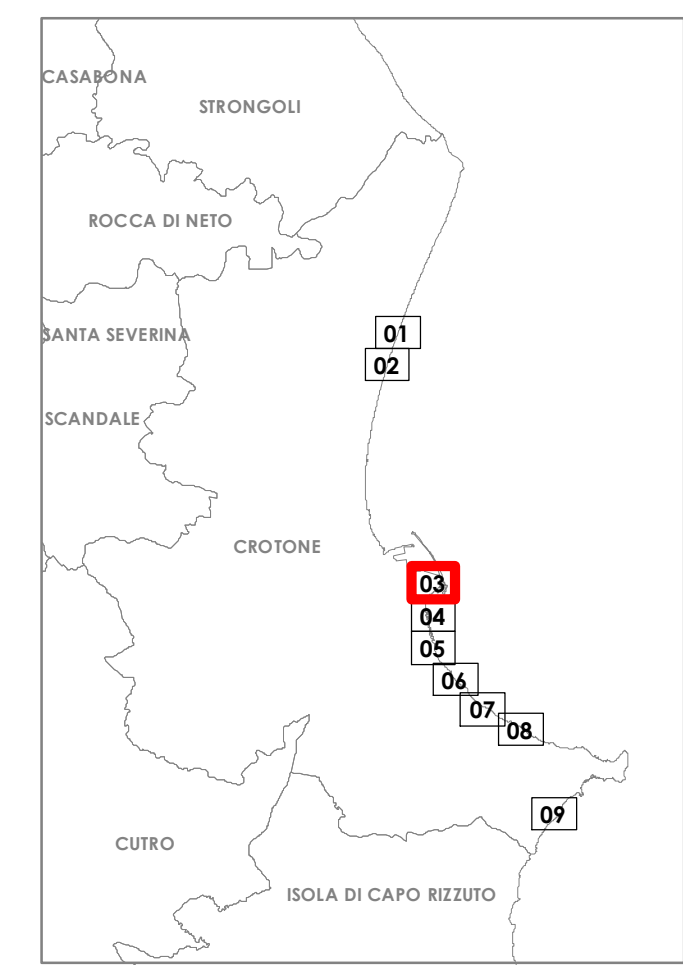 CASABONA
STRONGOLI
ROCCA DI NETO
SANTA SEVERINA
01
02
SCANDALE
CROTONE
03
04
05
06
07
08
09
CUTRO
ISOLA DI CAPO RIZZUTO